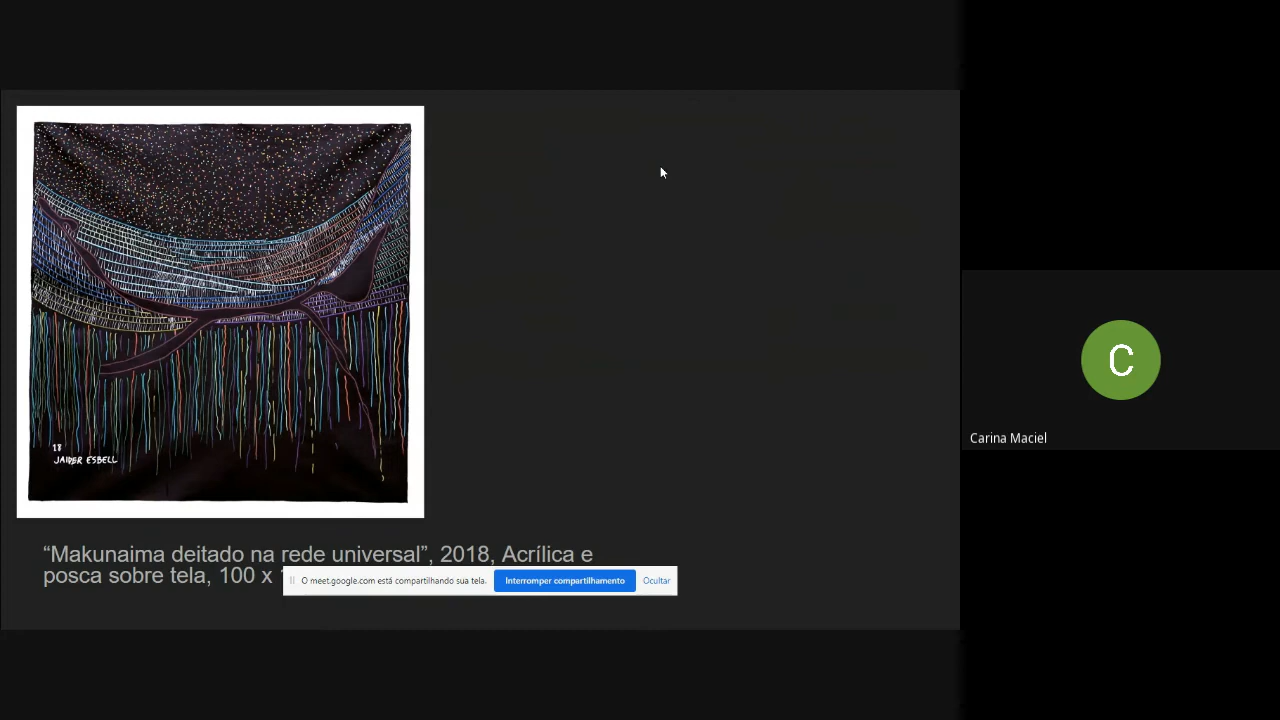 18
JAIDER ESBELL
“Makunaima deitado na rede universal”, 2018, Acrílica e
posca sobre tela, 100 x
O meet.google.com está compartilhando sua tela.
Interromper compartilhamento
Ocultar
C
Carina Maciel